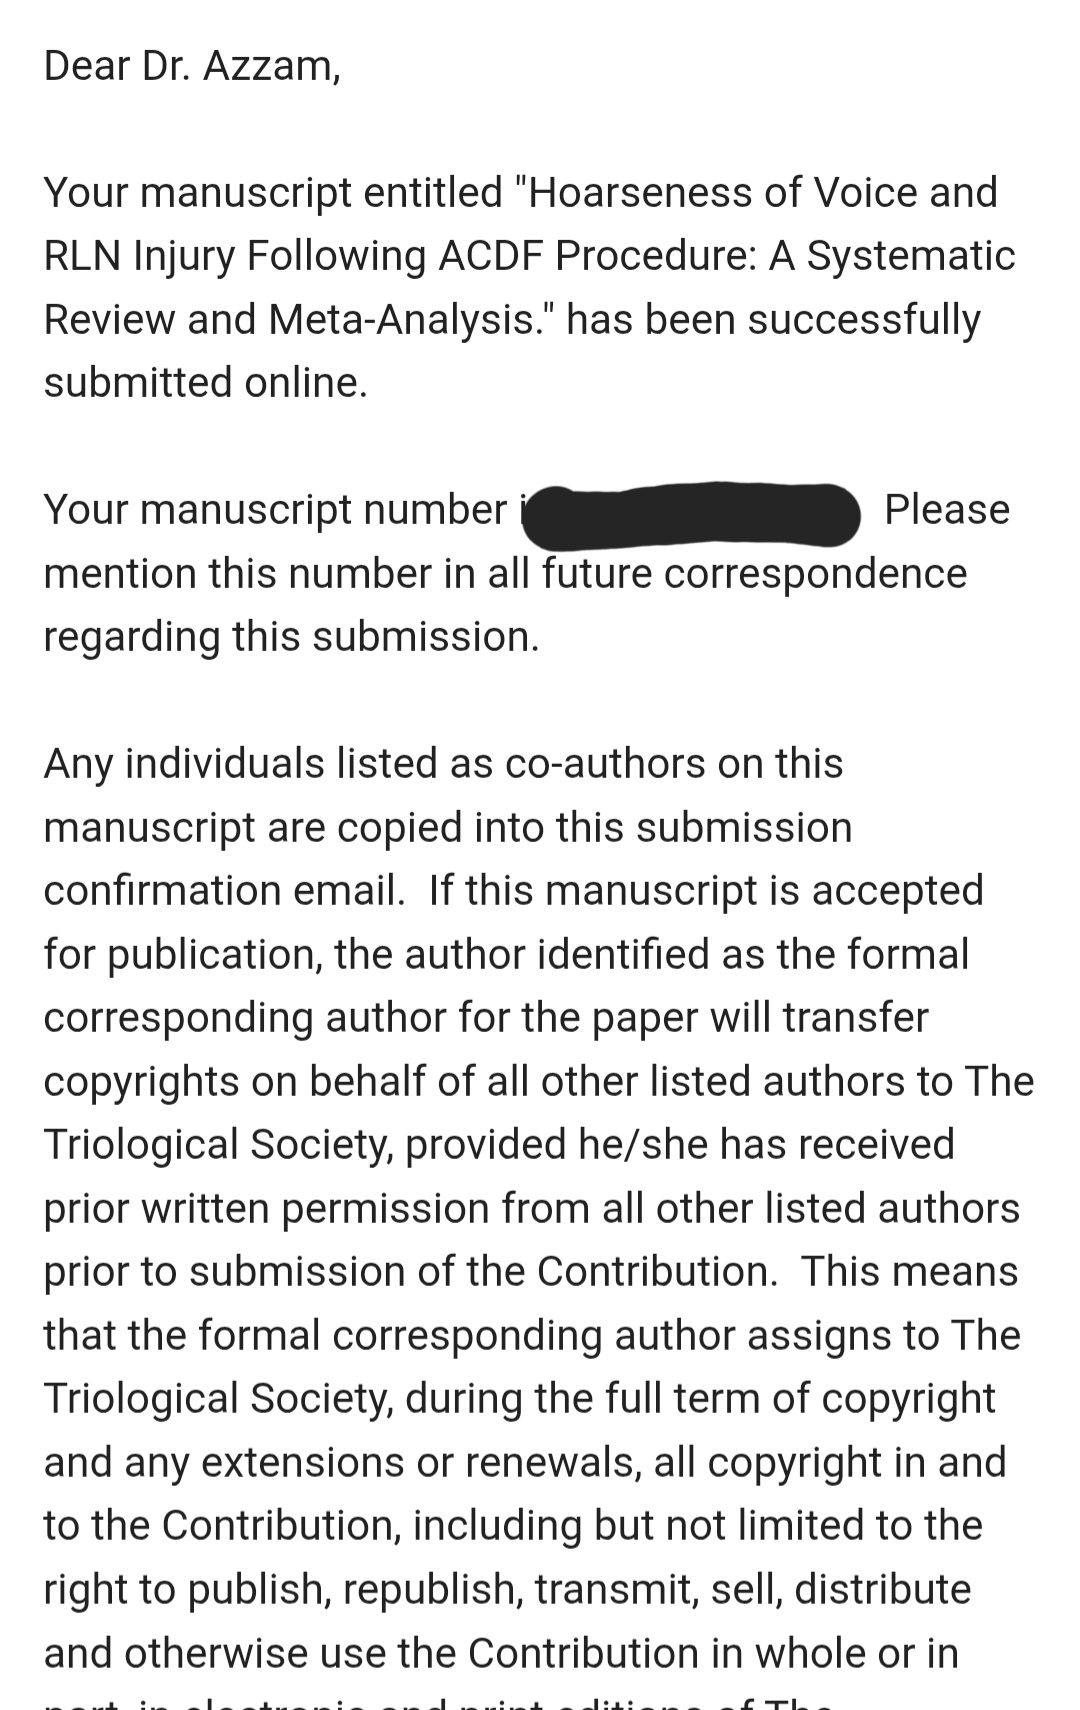 Dear Dr. Azzam,
Your manuscript entitled "Hoarseness of Voice and
RLN Injury Following ACDF Procedure: A Systematic
Review and Meta-Analysis." has been successfully
submitted online.
Your manuscript number Please
mention this number in all future correspondence
regarding this submission.
Any individuals listed as co-authors on this
manuscript are copied into this submission
confirmation email.  If this manuscript is accepted
for publication, the author identified as the formal
corresponding author for the paper will transfer
copyrights on behalf of all other listed authors to The
Triological Society, provided he/she has received
prior written permission from all other listed authors
prior to submission of the Contribution.  This means
that the formal corresponding author assigns to The
Triological Society, during the full term of copyright
and any extensions or renewals, all copyright in and
to the Contribution, including but not limited to the
right to publish, republish, transmit, sell, distribute
and otherwise use the Contribution in whole or in
part, in electronic and print editions of The